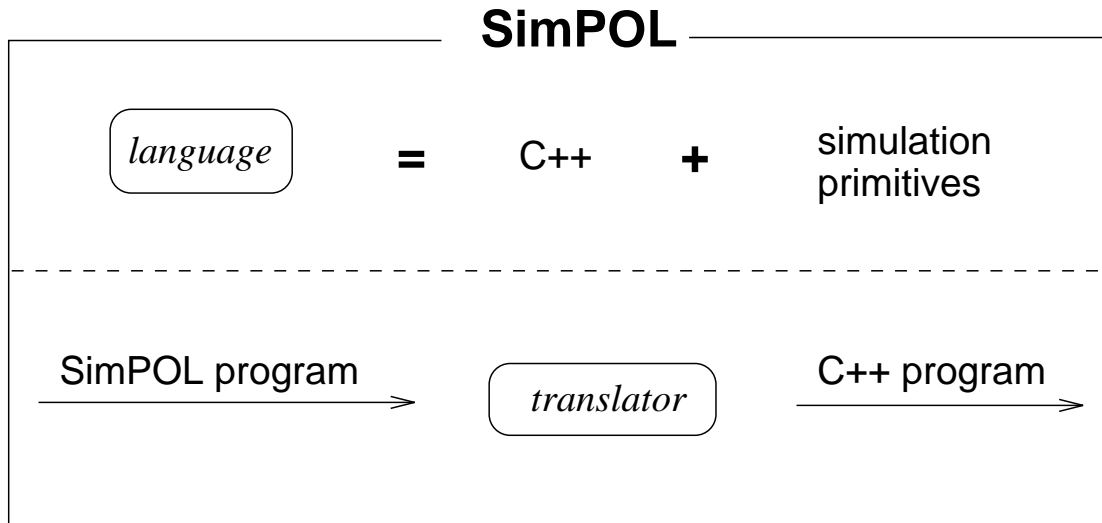 SimPOL
language = C++ + simulation
primitives
SimPOL program
translator
C++ program